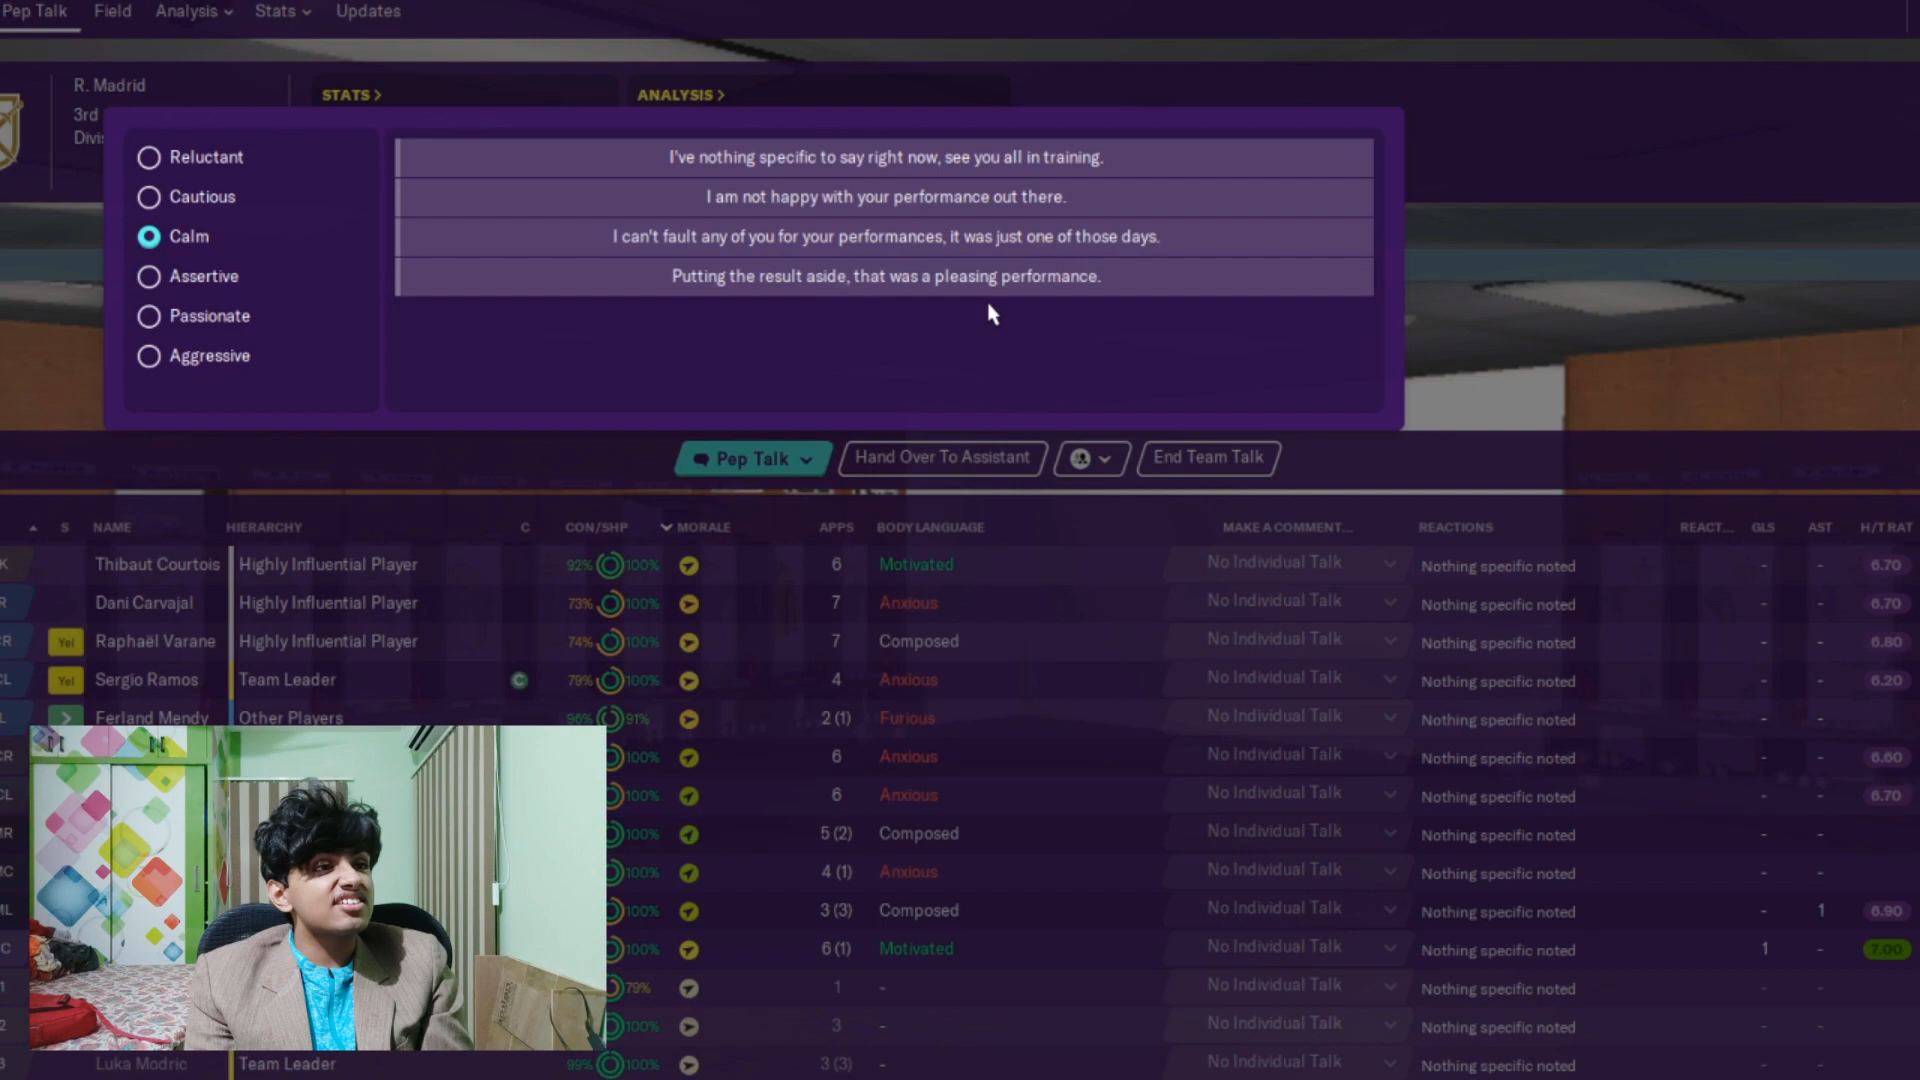 Pep Talk Field Analysis Stats Updates
R. Madrid
3rd
Divis
STATS >
ANALYSIS >
Reluctant
Cautious
Calm
Assertive
Passionate
Aggressive
I've nothing specific to say right now, see you all in training.
I am not happy with your performance out there.
I can't fault any of you for your performances, it was just one of those days.
Putting the result aside, that was a pleasing performance.
Pep Talk Hand Over To Assistant End Team Talk
S NAME HIERARCHY C CON/SHP MORALE APPS BODY LANGUAGE MAKE A COMMENT... REACTIONS REACT... GLS AST H/T RAT
K Thibaut Courtois Highly Influential Player 92% 100% 6 Motivated No Individual Talk Nothing specific noted - - 6.70
R Dani Carvajal Highly Influential Player 73% 100% 7 Anxious No Individual Talk Nothing specific noted - - 6.70
CR Yel Raphaël Varane Highly Influential Player 74% 100% 7 Composed No Individual Talk Nothing specific noted - - 6.80
CL Yel Sergio Ramos Team Leader C 79% 100% 4 Anxious No Individual Talk Nothing specific noted - - 6.20
L Ferland Mendy Other Players 96% 91% 2 (1) Furious No Individual Talk Nothing specific noted - -
CR 100% 6 Anxious No Individual Talk Nothing specific noted - - 6.60
CL 100% 6 Anxious No Individual Talk Nothing specific noted - - 6.70
MR 100% 5 (2) Composed No Individual Talk Nothing specific noted - -
MC 100% 4 (1) Anxious No Individual Talk Nothing specific noted - -
ML 100% 3 (3) Composed No Individual Talk Nothing specific noted - 1 6.90
C 100% 6 (1) Motivated No Individual Talk Nothing specific noted 1 - 7.00
1 79% 1 - No Individual Talk Nothing specific noted - -
2 100% 3 - No Individual Talk Nothing specific noted - -
3 Luka Modric Team Leader 99% 100% 3 (3) - No Individual Talk Nothing specific noted - -